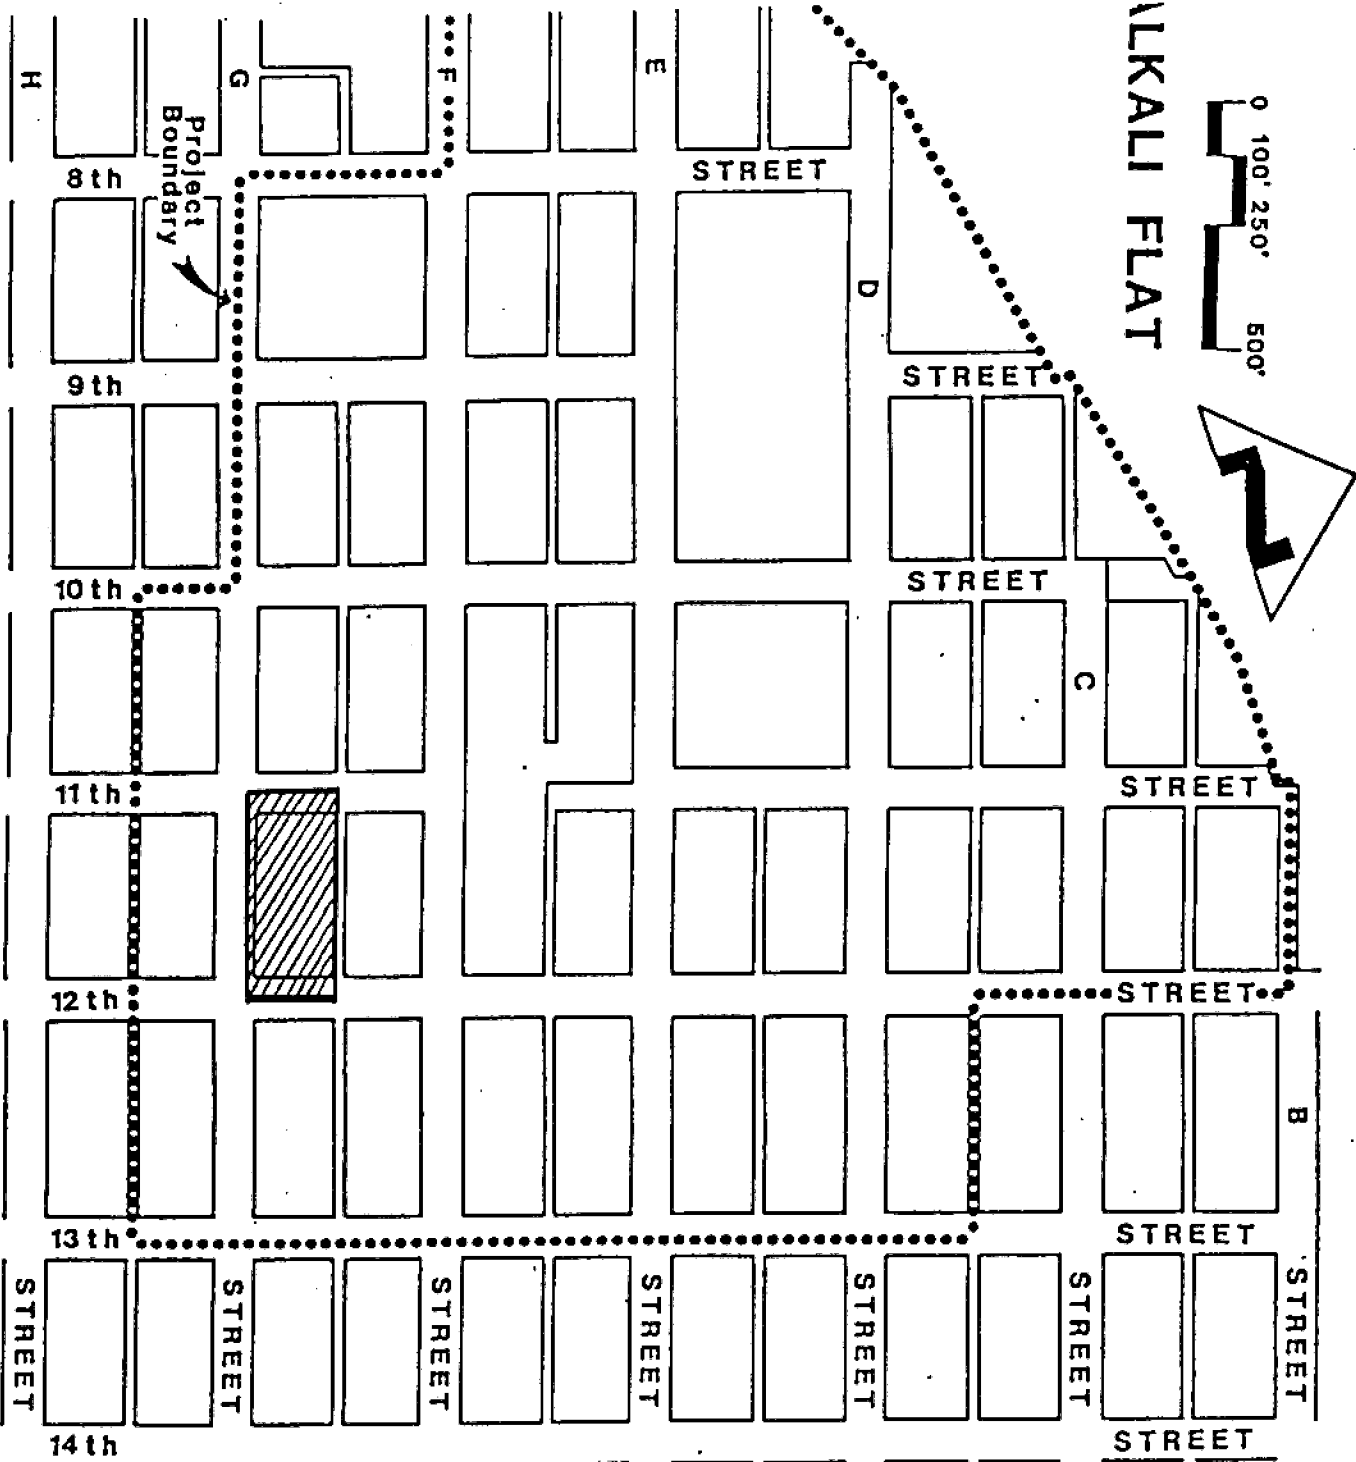 ALKALI FLAT
0 100' 250' 500'
N
H
G
F
E
D
C
B
Project
Boundary
8th STREET
9th STREET
10th STREET
11th STREET
12th STREET
13th STREET
14th STREET
STREET
STREET
STREET
STREET
STREET
STREET
STREET